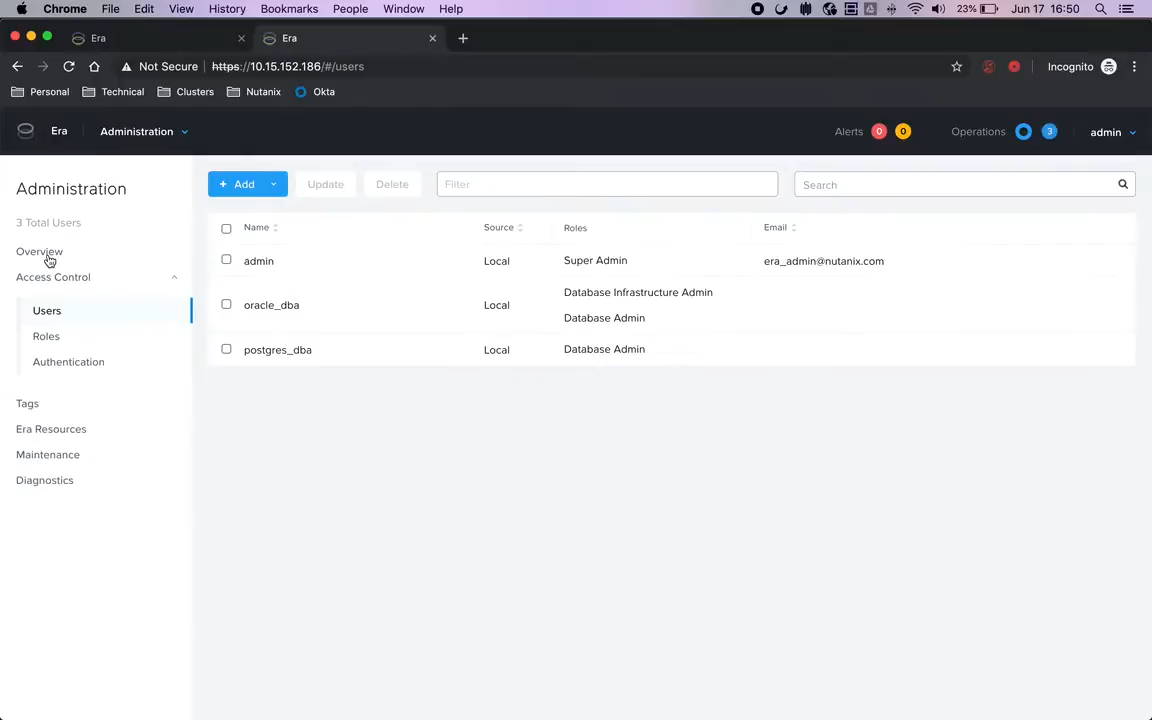 Chrome File Edit View History Bookmarks People Window Help 23% Jun 17 16:50
Era Era
Not Secure https://10.15.152.186/#/users Incognito
Personal Technical Clusters Nutanix Okta
Era Administration Alerts 0 0 Operations 3 admin
Administration
3 Total Users
Overview
Access Control
Users
Roles
Authentication
Tags
Era Resources
Maintenance
Diagnostics
+ Add Update Delete Filter Search
Name Source Roles Email
admin Local Super Admin era_admin@nutanix.com
oracle_dba Local Database Infrastructure Admin
Database Admin
postgres_dba Local Database Admin